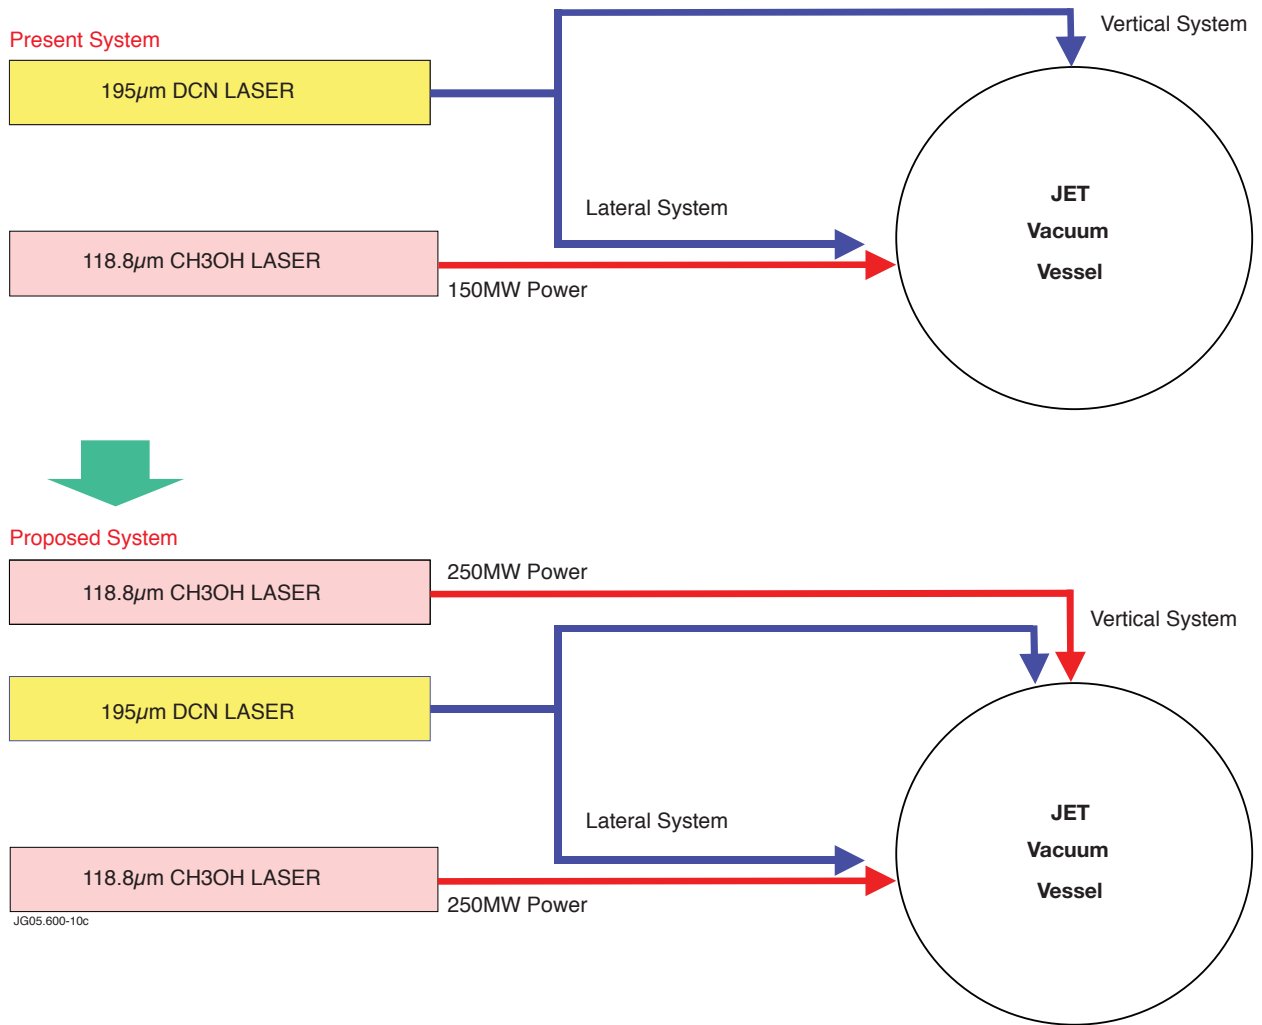 Present System
Vertical System
195µm DCN LASER
JET
Vacuum
Vessel
Lateral System
118.8µm CH3OH LASER
150MW Power
Proposed System
118.8µm CH3OH LASER
250MW Power
Vertical System
195µm DCN LASER
JET
Vacuum
Vessel
Lateral System
118.8µm CH3OH LASER
250MW Power
JG05.600-10c